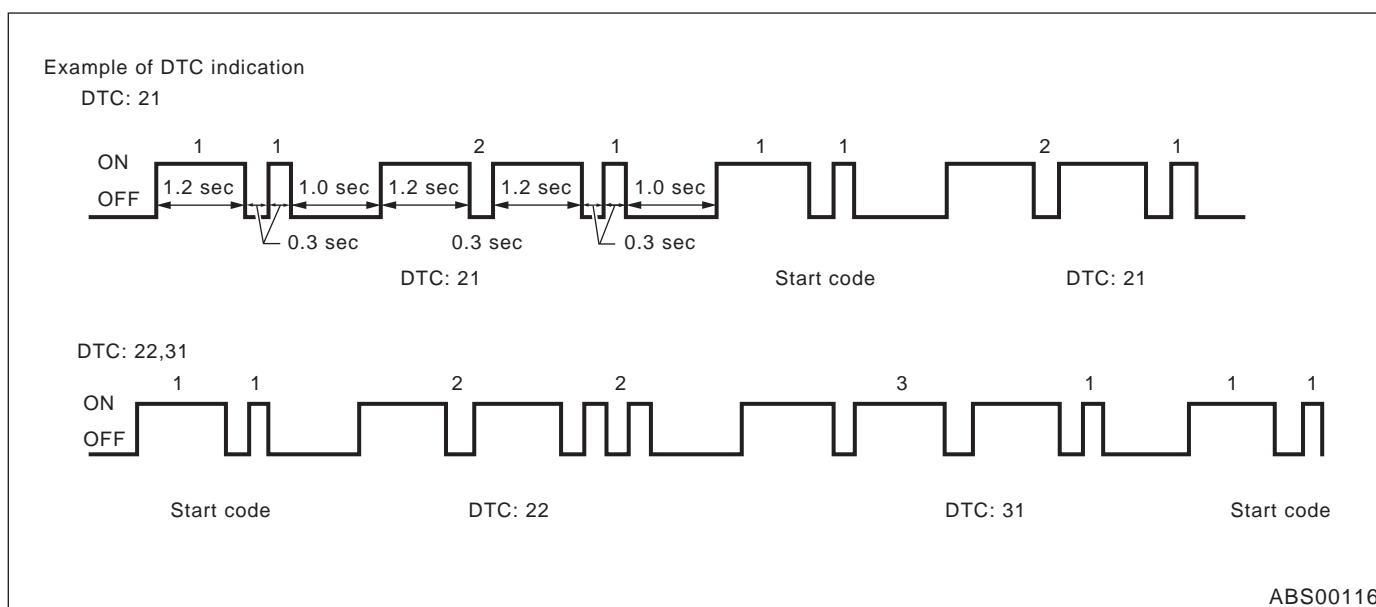 Example of DTC indication
DTC: 21
1 1 2 1 1 1 2 1
ON
OFF 1.2 sec 1.0 sec 1.2 sec 1.2 sec 1.0 sec
0.3 sec 0.3 sec 0.3 sec
DTC: 21 Start code DTC: 21
DTC: 22,31
1 1 2 2 3 1 1 1
ON
OFF
Start code DTC: 22 DTC: 31 Start code
ABS00116